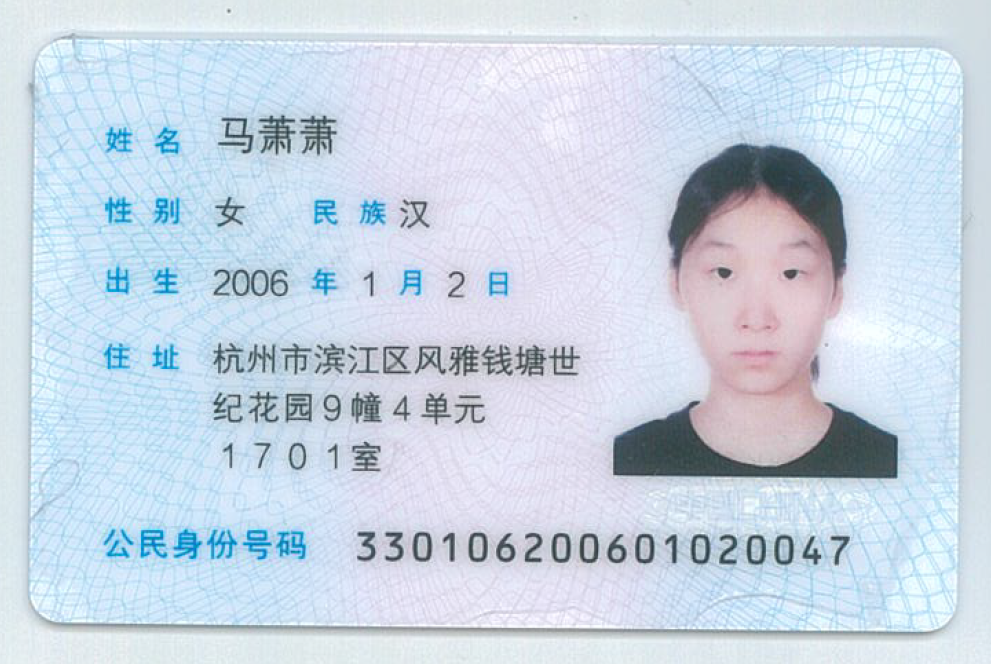 姓名 马萧萧
性别 女 民族 汉
出生 2006 年 1 月 2 日
住址 杭州市滨江区风雅钱塘世
纪花园9幢4单元
1701室
公民身份号码 330106200601020047